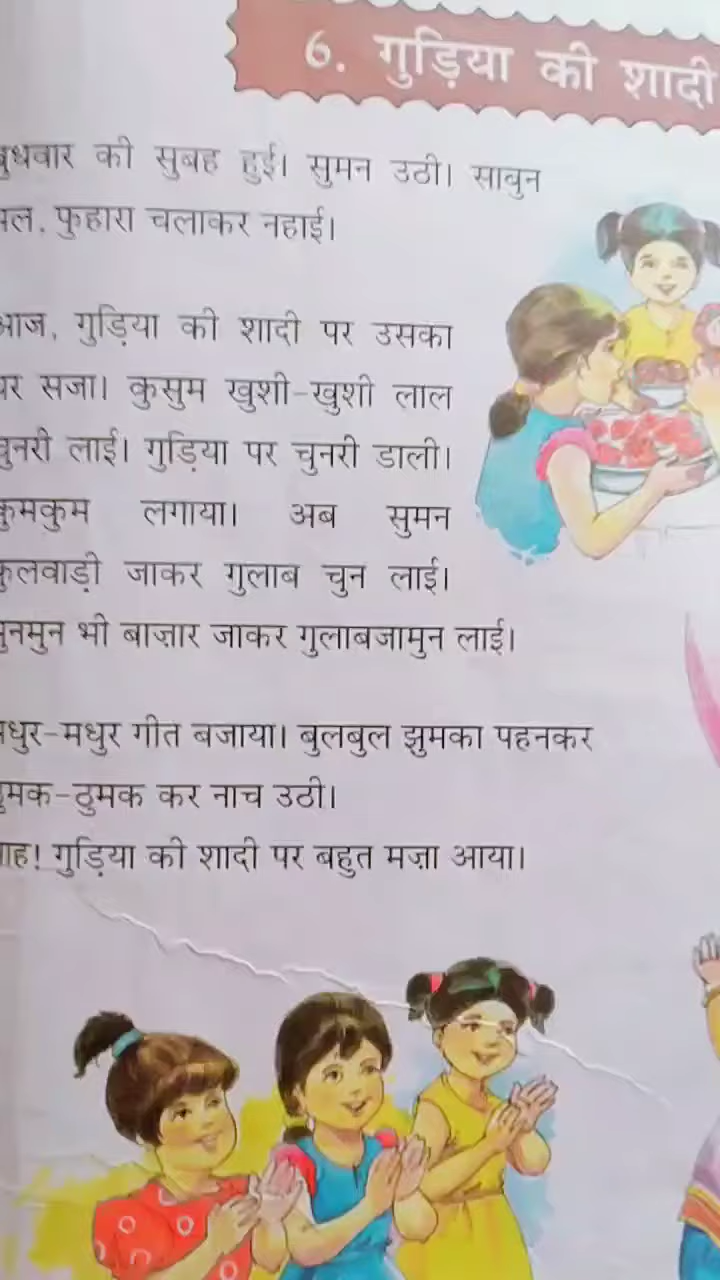 6. गुड़िया की शादी
बुधवार की सुबह हुई। सुमन उठी। साबुन
मल, फुहारा चलाकर नहाई।
आज, गुड़िया की शादी पर उसका
घर सजा। कुसुम खुशी-खुशी लाल
चुनरी लाई। गुड़िया पर चुनरी डाली।
कुमकुम लगाया। अब सुमन
फुलवाड़ी जाकर गुलाब चुन लाई।
मुनमुन भी बाज़ार जाकर गुलाबजामुन लाई।
मधुर-मधुर गीत बजाया। बुलबुल झुमका पहनकर
ठुमक-ठुमक कर नाच उठी।
वाह! गुड़िया की शादी पर बहुत मज़ा आया।